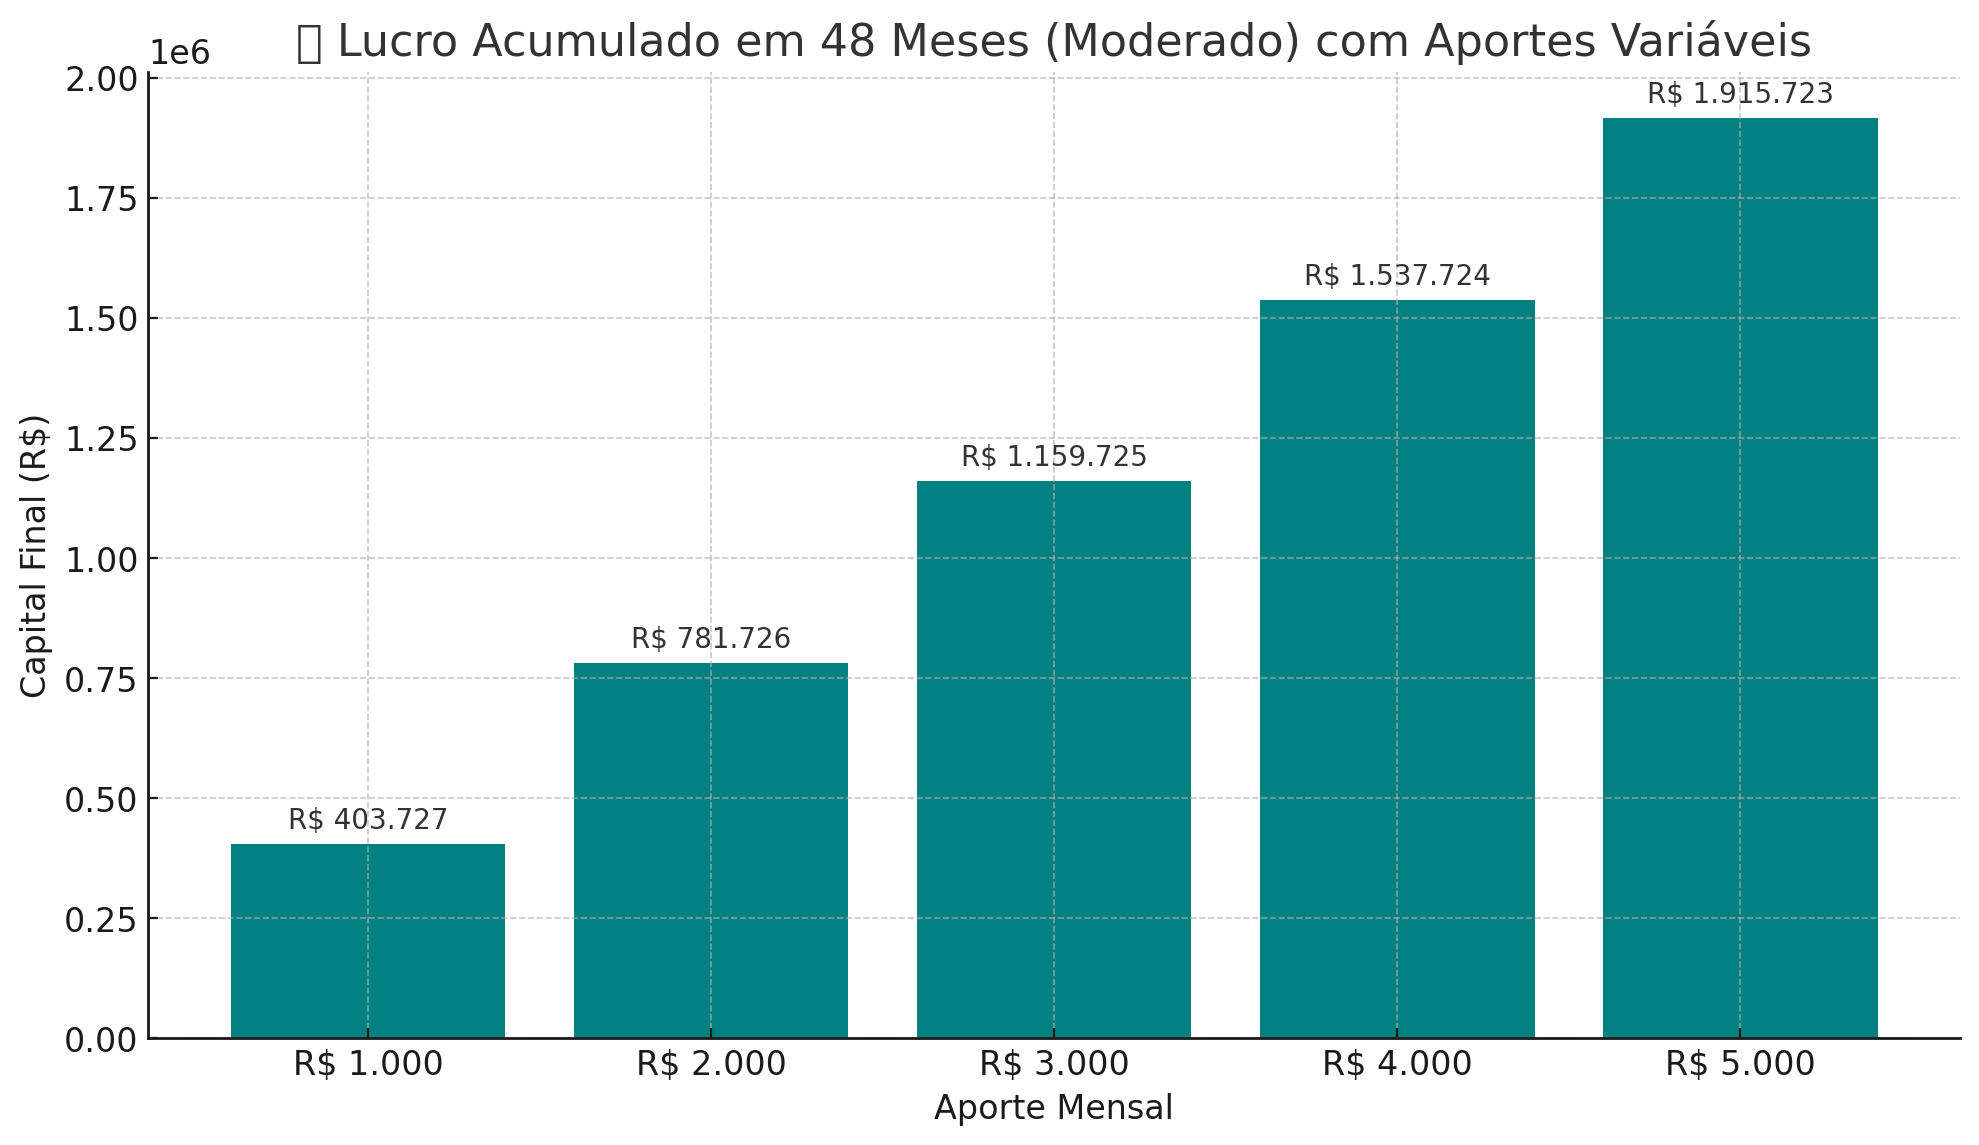 Lucro Acumulado em 48 Meses (Moderado) com Aportes Variáveis
1e6
2.00
1.75
1.50
1.25
1.00
0.75
0.50
0.25
0.00
Capital Final (R$)
R$ 403.727
R$ 781.726
R$ 1.159.725
R$ 1.537.724
R$ 1.915.723
R$ 1.000
R$ 2.000
R$ 3.000
R$ 4.000
R$ 5.000
Aporte Mensal